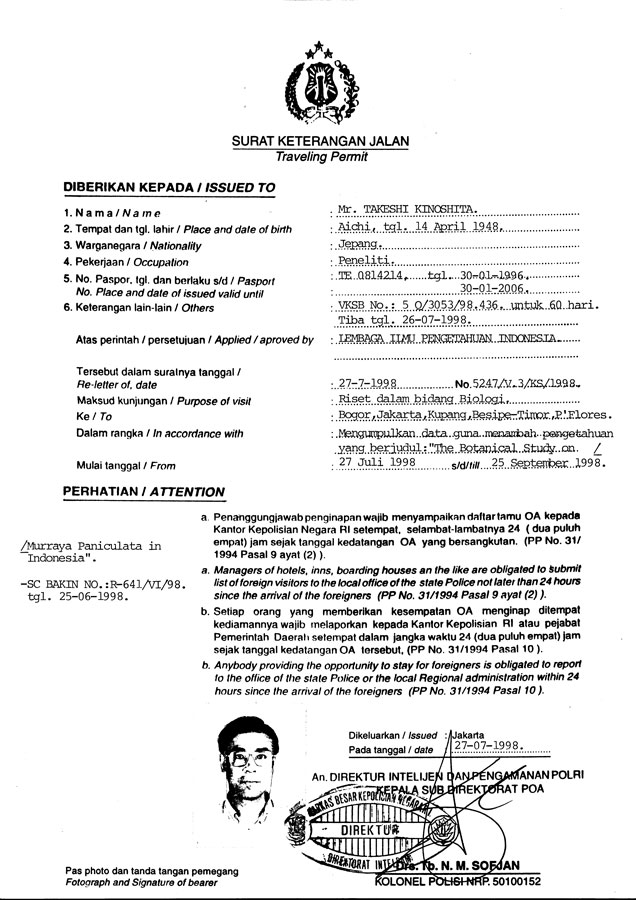 SURAT KETERANGAN JALAN
Traveling Permit
DIBERIKAN KEPADA / ISSUED TO
1. N a m a / N a m e : Mr. TAKESHI KINOSHITA.
2. Tempat dan tgl. lahir / Place and date of birth : Aichi, tgl. 14 April 1948.
3. Warganegara / Nationality : Jepang.
4. Pekerjaan / Occupation : Peneliti.
5. No. Paspor, tgl. dan berlaku s/d / Pasport : TE 0814214, tgl. 30-01-1996.
No. Place and date of issued valid until 30-01-2006.
6. Keterangan lain-lain / Others : VKSB No.: 5 0/3053/98.436. untuk 60 hari.
Tiba tgl. 26-07-1998.
Atas perintah / persetujuan / Applied / aproved by : LEMBAGA ILMU PENGETAHUAN INDONESIA.
Tersebut dalam suratnya tanggal /
Re-letter of, date : 27-7-1998 No.5247/V.3/KS/1998.
Maksud kunjungan / Purpose of visit : Riset dalam bidang Biologi.
Ke / To : Bogor,Jakarta,Kupang,Besipe-Timor,P.Flores.
Dalam rangka / In accordance with : Mengumpulkan data guna menambah pengetahuan
yang berjudul:"The Botanical Study on /
Mulai tanggal / From : 27 Juli 1998 s/d/till 25 September 1998.
PERHATIAN / ATTENTION
/Murraya Paniculata in
Indonesia".
-SC BAKIN NO.:R-641/VI/98.
tgl. 25-06-1998.
a. Penanggungjawab penginapan wajib menyampaikan daftar tamu OA kepada
Kantor Kepolisian Negara RI setempat, selambat-lambatnya 24 ( dua puluh
empat) jam sejak tanggal kedatangan OA yang bersangkutan. (PP No. 31/
1994 Pasal 9 ayat (2) ).
a. Managers of hotels, inns, boarding houses an the like are obligated to submit
list of foreign visitors to the local office of the state Police not later than 24 hours
since the arrival of the foreigners (PP No. 31/1994 Pasal 9 ayat (2) ).
b. Setiap orang yang memberikan kesempatan OA menginap ditempat
kediamannya wajib melaporkan kepada Kantor Kepolisian RI atau pejabat
Pemerintah Daerah setempat dalam jangka waktu 24 (dua puluh empat) jam
sejak tanggal kedatangan OA tersebut, (PP No. 31/1994 Pasal 10 ).
b. Anybody providing the opportunity to stay for foreigners is obligated to report
to the office of the state Police or the local Regional administration within 24
hours since the arrival of the foreigners (PP No. 31/1994 Pasal 10 ).
Dikeluarkan / Issued : Jakarta
Pada tanggal / date 27-07-1998.
An. DIREKTUR INTELIJEN DAN PENGAMANAN POLRI
KEPALA SUB DIREKTORAT POA
BESAR KEPOLISIAN
DIREKTUR
DIREKTORAT
Drs. Tb. N. M. SOFJAN
KOLONEL POLISI NRP. 50100152
Pas photo dan tanda tangan pemegang
Fotograph and Signature of bearer